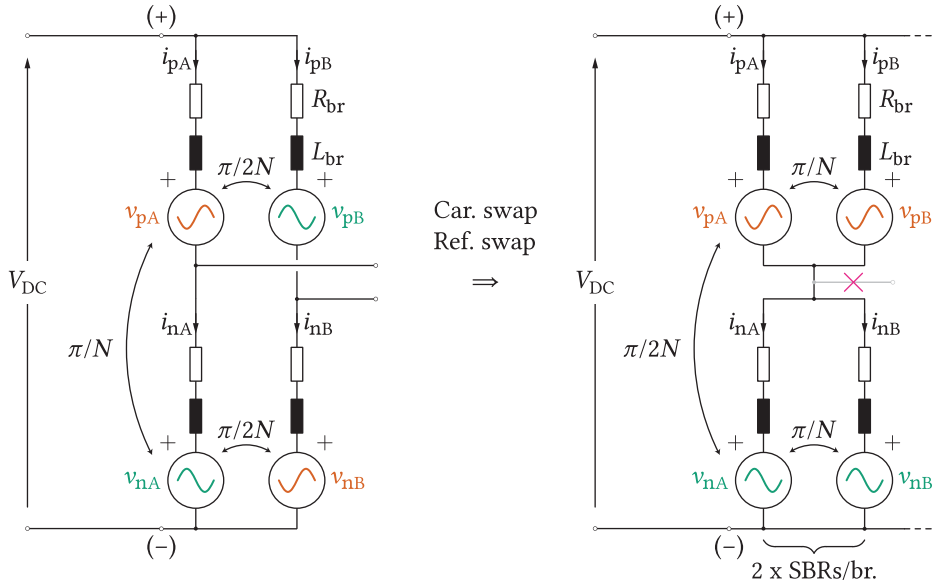 (+)
i_pA
i_pB
R_br
L_br
π/2N
+
+
v_pA
v_pB
V_DC
π/N
i_nA
i_nB
π/2N
+
+
v_nA
v_nB
(−)
Car. swap
Ref. swap
⇒
(+)
i_pA
i_pB
R_br
L_br
π/N
+
+
v_pA
v_pB
V_DC
π/2N
i_nA
i_nB
π/N
+
+
v_nA
v_nB
(−)
2 x SBRs/br.